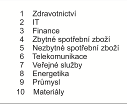 1 Zdravotnictví
2 IT
3 Finance
4 Zbytné spotřební zboží
5 Nezbytné spotřební zboží
6 Telekomunikace
7 Veřejné služby
8 Energetika
9 Průmysl
10 Materiály